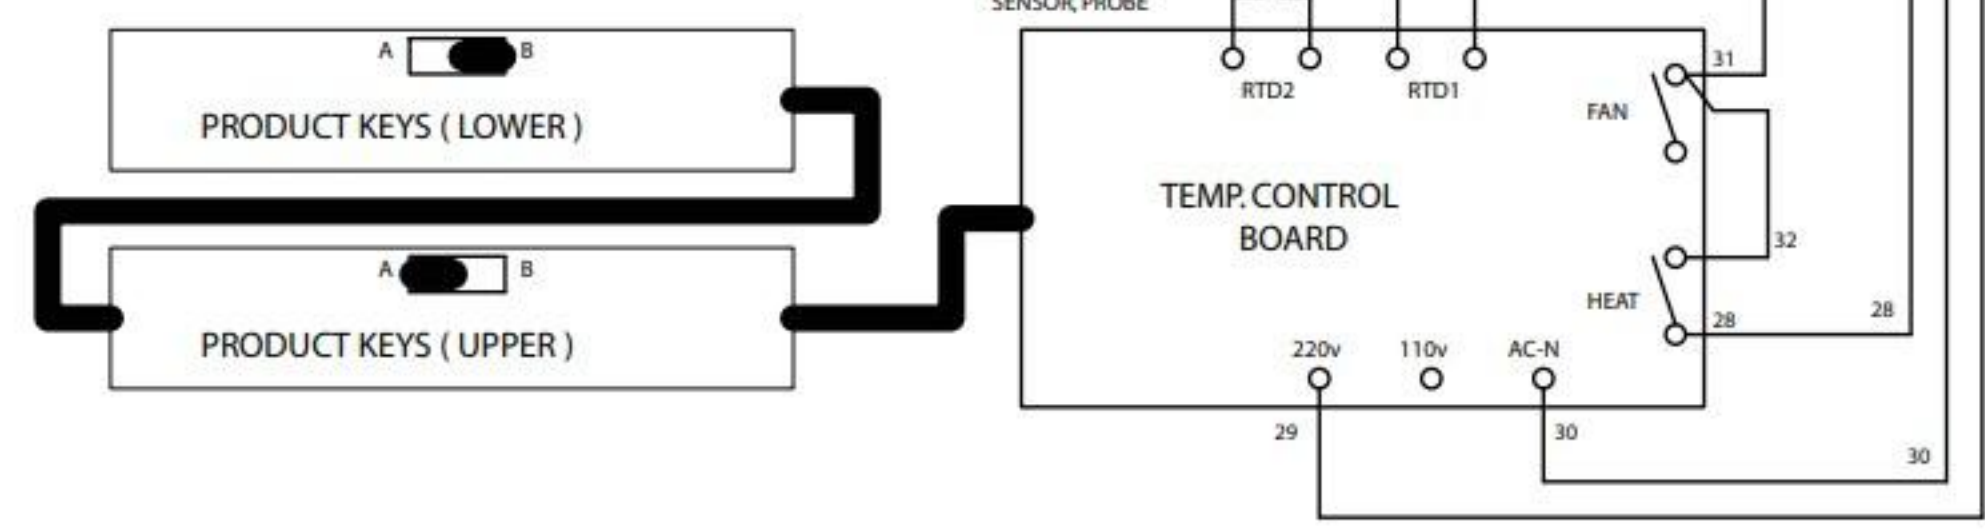 SENSOR, PROBE
A B
PRODUCT KEYS ( LOWER )
RTD2 RTD1
31
FAN
TEMP. CONTROL
BOARD
32
A B
PRODUCT KEYS ( UPPER )
HEAT
28 28
220v 110v AC-N
29 30
30